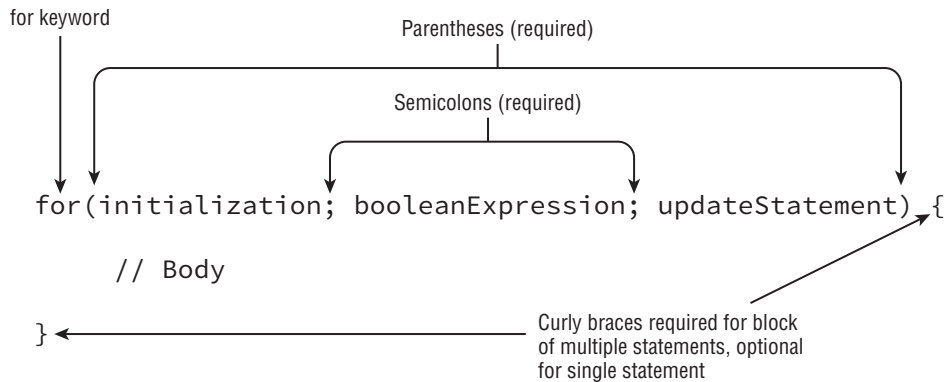 for keyword
Parentheses (required)
Semicolons (required)
for(initialization; booleanExpression; updateStatement) {
// Body
}
Curly braces required for block
of multiple statements, optional
for single statement